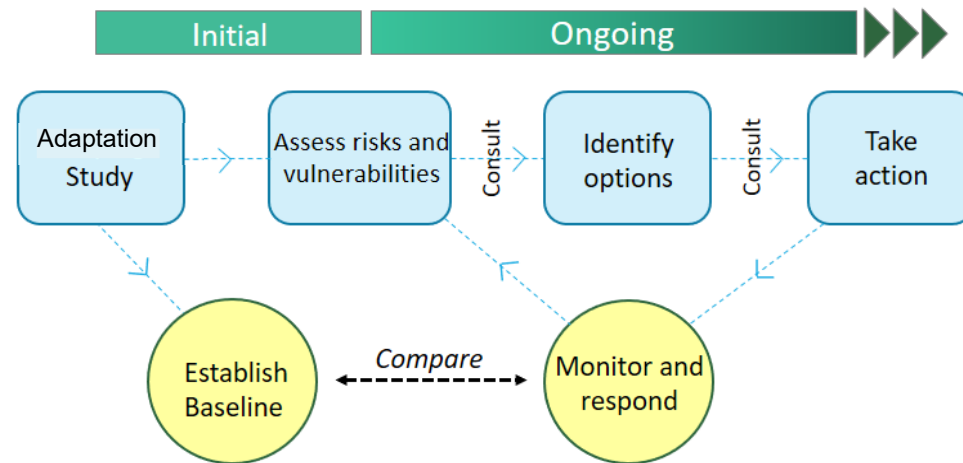 Initial
Ongoing
Adaptation
Study
Assess risks and
vulnerabilities
Consult
Identify
options
Consult
Take
action
Establish
Baseline
Compare
Monitor and
respond